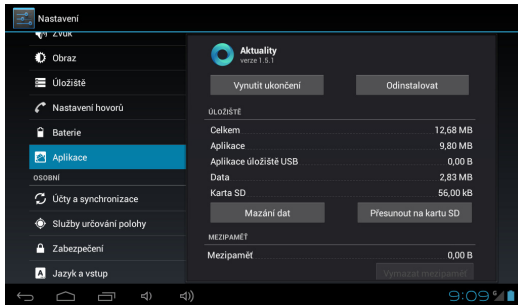 Nastavení
Zvuk
Obraz
Úložiště
Nastavení hovorů
Baterie
Aplikace
OSOBNÍ
Účty a synchronizace
Služby určování polohy
Zabezpečení
Jazyk a vstup
Aktuality
verze 1.5.1
Vynutit ukončení
Odinstalovat
ÚLOŽIŠTĚ
Celkem 12,68 MB
Aplikace 9,80 MB
Aplikace úložiště USB 0,00 B
Data 2,83 MB
Karta SD 56,00 kB
Mazání dat
Přesunout na kartu SD
MEZIPAMĚŤ
Mezipaměť 0,00 B
Vymazat mezipaměť
9:09